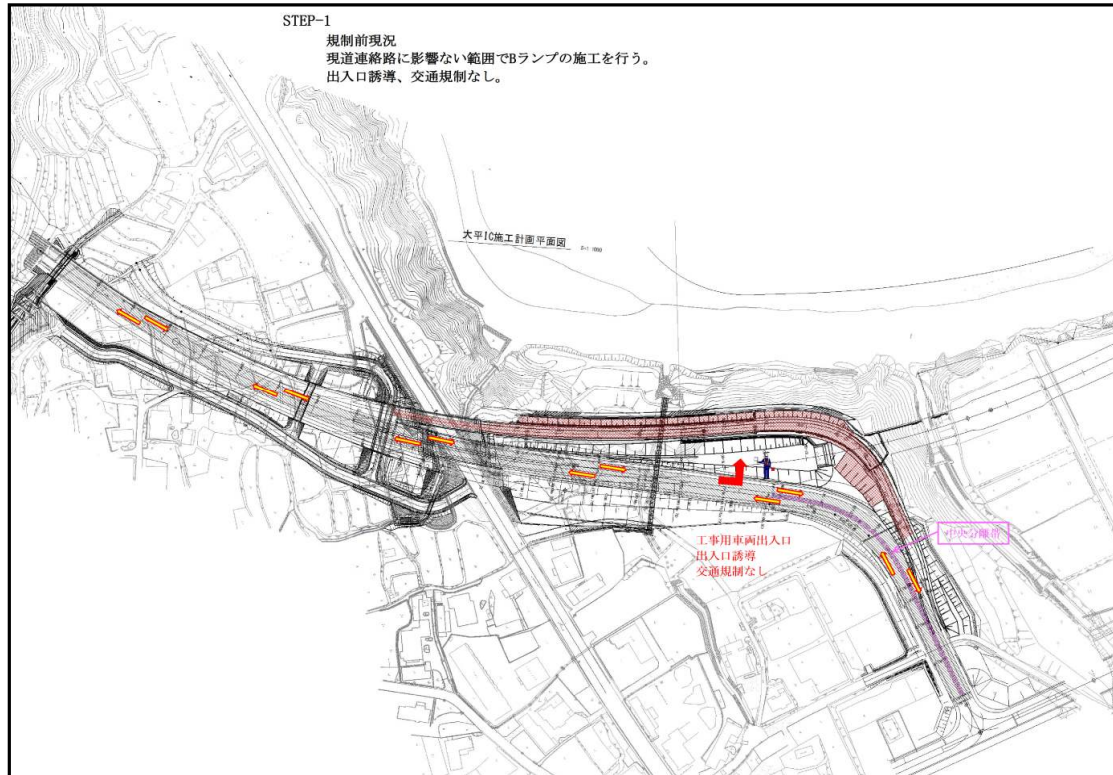 STEP-1
規制前現況
現道連絡路に影響ない範囲でBランプの施工を行う。
出入口誘導、交通規制なし。
大平IC施工計画平面図
工事用車両出入口
出入口誘導
交通規制なし
中央分離帯